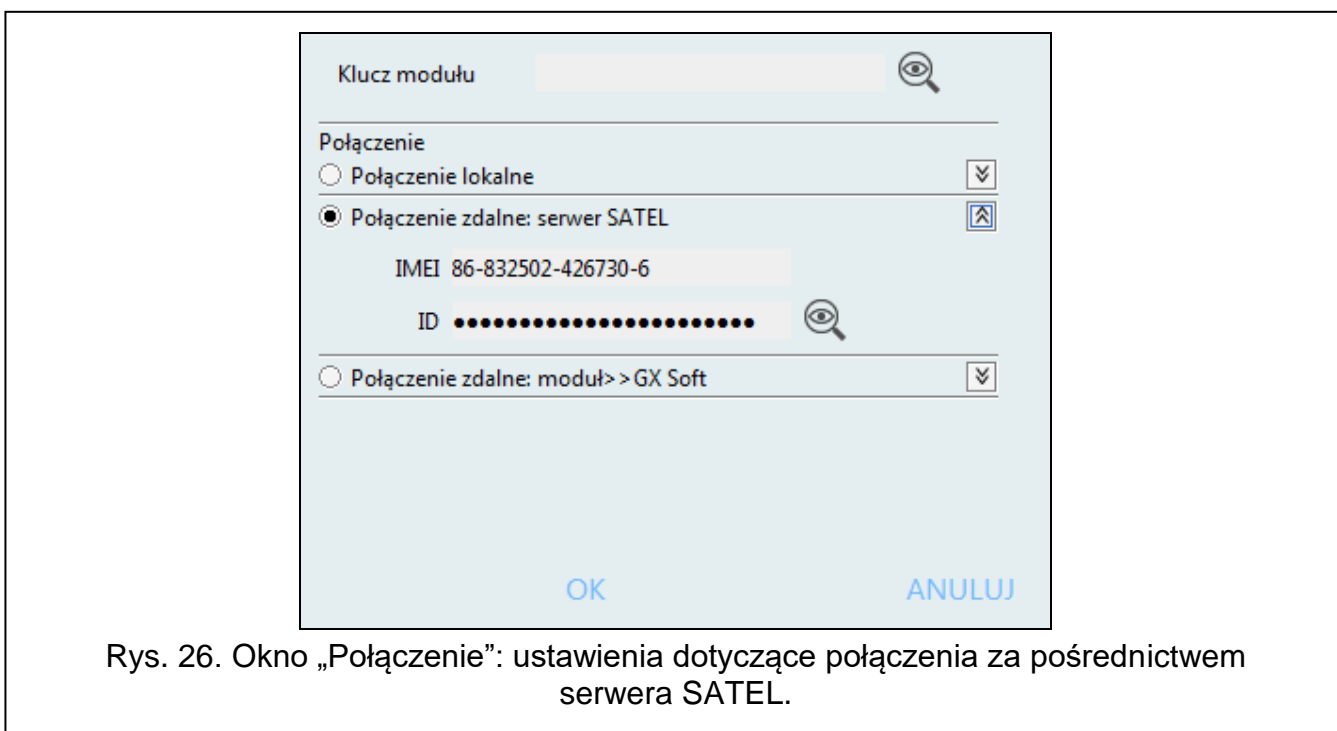 Klucz modułu
Połączenie
Połączenie lokalne
Połączenie zdalne: serwer SATEL
IMEI 86-832502-426730-6
ID ●●●●●●●●●●●●●●●●●●●●●●●
Połączenie zdalne: moduł>>GX Soft
OK ANULUJ
Rys. 26. Okno „Połączenie”: ustawienia dotyczące połączenia za pośrednictwem
serwera SATEL.